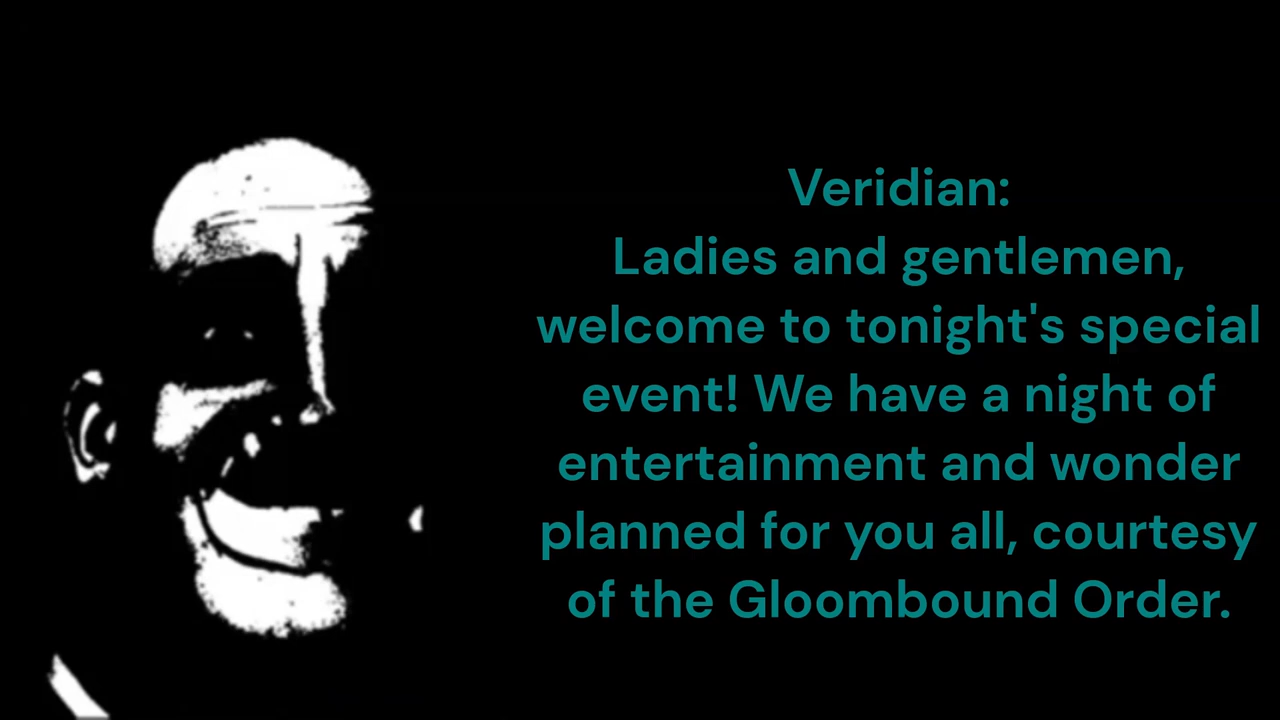 Veridian:
Ladies and gentlemen,
welcome to tonight's special
event! We have a night of
entertainment and wonder
planned for you all, courtesy
of the Gloombound Order.